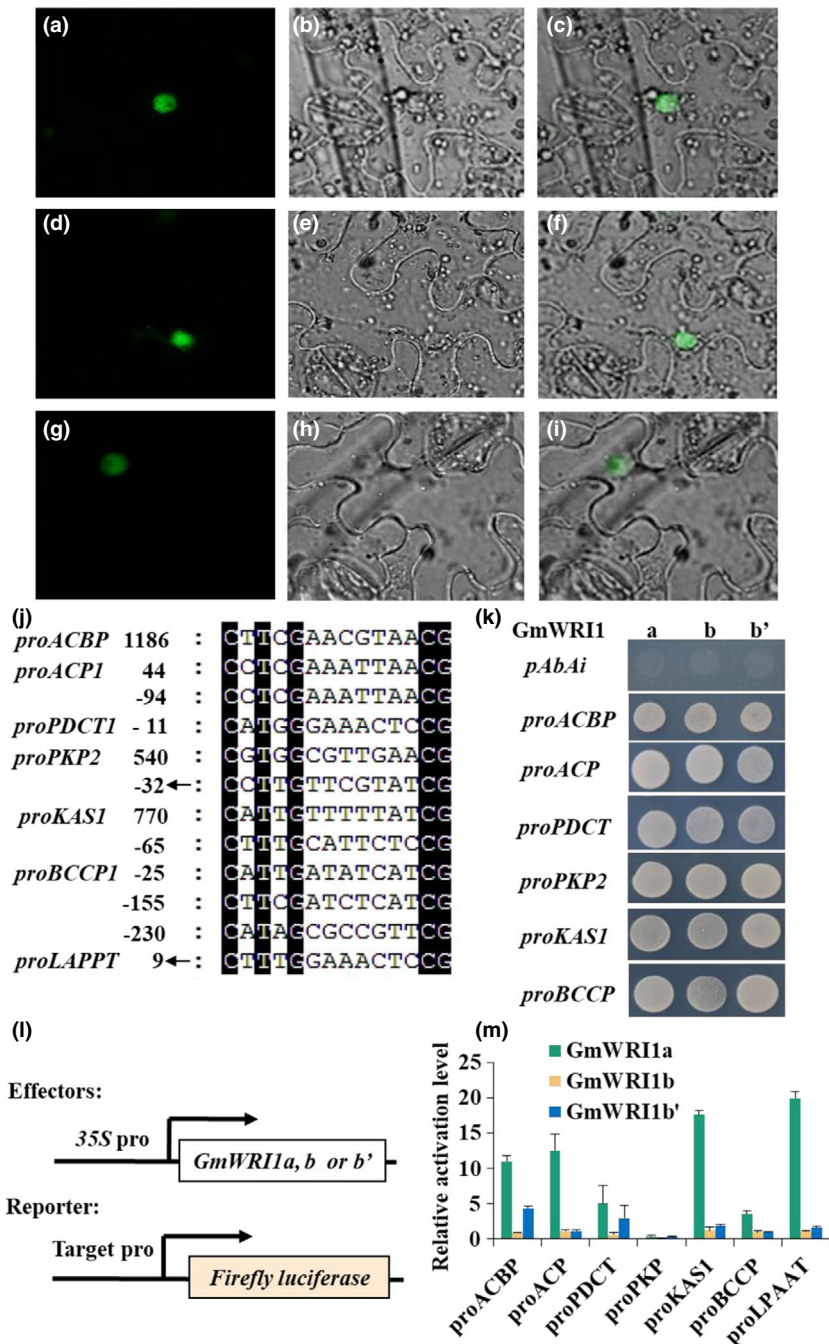 (a)
(b)
(c)
(d)
(e)
(f)
(g)
(h)
(i)
(j)
proACBP 1186 : CTTCGAACGTAACG
proACP1 44 : CCTCGAAATTAACG
-94 : CCTCGAAATTAACG
proPDCT1 - 11 : CATGGGAAACTCCG
proPKP2 540 : CGTGGCGTTGAACG
-32← : CCTTGTTCGTATCG
proKAS1 770 : CATTGTTTTTATCG
-65 : CTTTGCATTCTCCG
proBCCP1 -25 : CATTGATATCATCG
-155 : CTTCGATCTCATCG
-230 : CATAGCGCCGTTCG
proLAPPT 9← : CTTTGGAAACTCCG
(k)
GmWRI1 a b b’
pAbAi
proACBP
proACP
proPDCT
proPKP2
proKAS1
proBCCP
(l)
Effectors:
35S pro
GmWRI1a, b or b’
Reporter:
Target pro
Firefly luciferase
(m)
GmWRI1a
GmWRI1b
GmWRI1b'
Relative activation level
25
20
15
10
5
0
proACBP
proACP
proPDCT
proPKP
proKAS1
proBCCP
proLPAAT